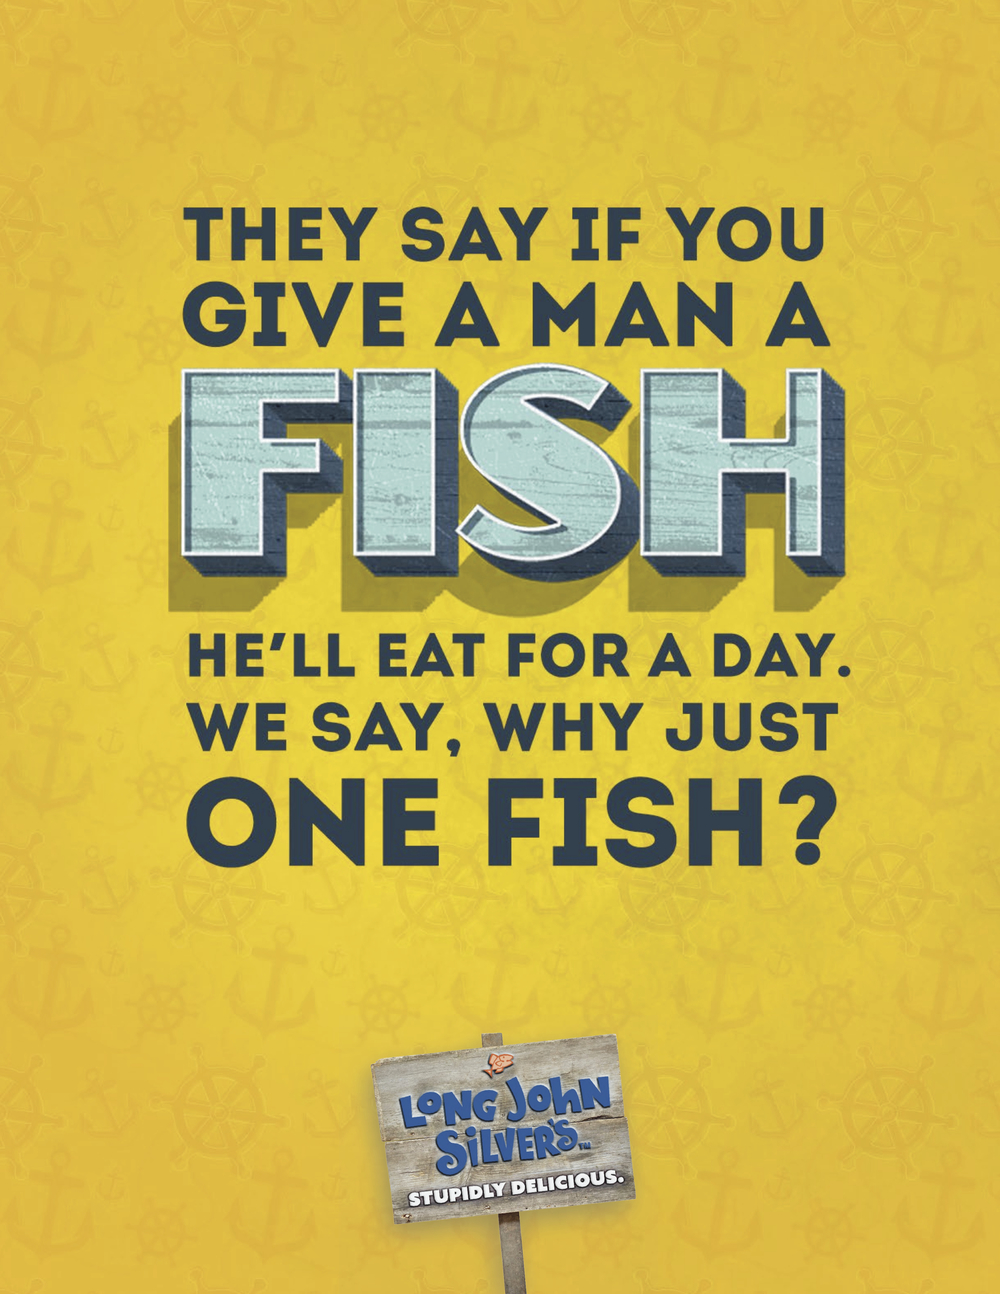 THEY SAY IF YOU
GIVE A MAN A
FISH
HE’LL EAT FOR A DAY.
WE SAY, WHY JUST
ONE FISH?
LONG JOHN
SILVER'S™
STUPIDLY DELICIOUS.